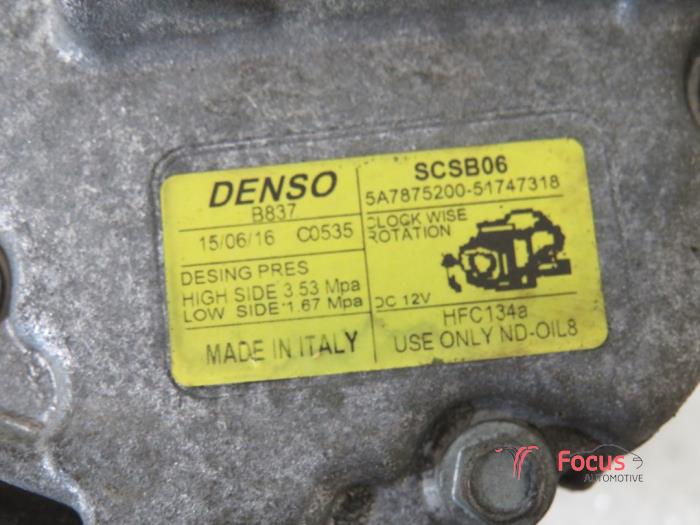 DENSO
B837
15/06/16 C0535
DESING PRES
HIGH SIDE 3.53 Mpa
LOW SIDE 1.67 Mpa
MADE IN ITALY
SCSB06
5A7875200-51747318
CLOCK WISE
ROTATION
DC 12V
HFC134a
USE ONLY ND-OIL8
Focus
AUTOMOTIVE